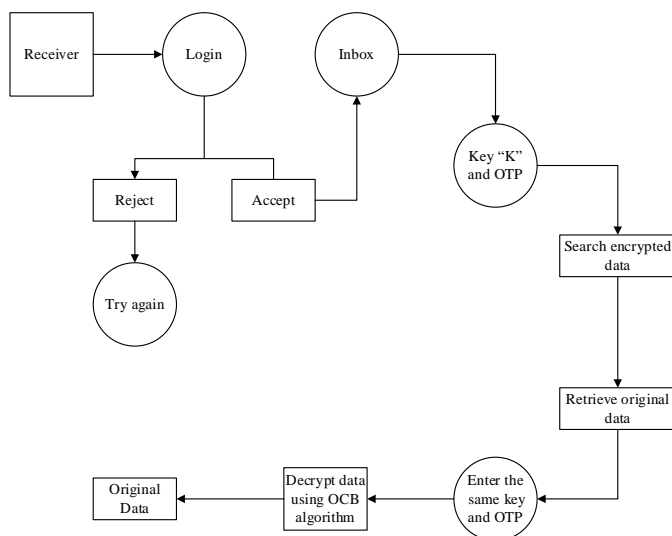 Receiver
Login
Inbox
Key “K”
and OTP
Reject
Accept
Search encrypted
data
Try again
Retrieve original
data
Enter the
same key
and OTP
Decrypt data
using OCB
algorithm
Original
Data